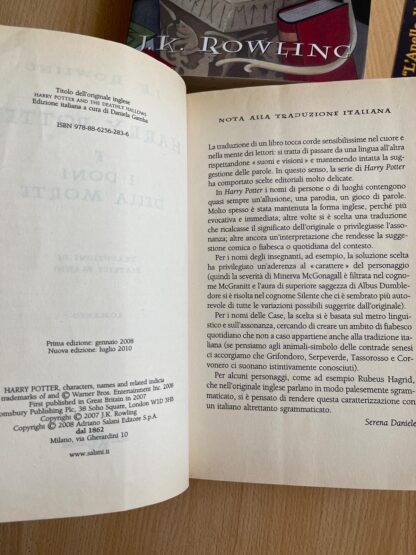 J.K. ROWLING
"L'Apollo
Titolo dell'originale inglese
HARRY POTTER AND THE DEATHLY HALLOWS
Edizione italiana a cura di Daniela Gamba
ISBN 978-88-6256-283-6
Prima edizione: gennaio 2008
Nuova edizione: luglio 2010
HARRY POTTER, characters, names and related indicia
trademarks of and © Warner Bros. Entertainment Inc. 2008
First published in Great Britain in 2007
omsbury Publishing Plc, 38 Soho Square, London W1D 3HB
Copyright © 2007 J.K. Rowling
Copyright © 2008 Adriano Salani Editore S.p.A.
dal 1862
Milano, via Gherardini 10
www.salani.it
NOTA ALLA TRADUZIONE ITALIANA
La traduzione di un libro tocca corde sensibilissime nel cuore e
nella mente dei lettori: si tratta di passare da una lingua all'altra
rispettandone « suoni e visioni » e mantenendo intatta la sug-
gestione delle parole. In questo senso, la serie di Harry Potter
ha comportato scelte editoriali molto delicate.
In Harry Potter i nomi di persone o di luoghi contengono
quasi sempre un'allusione, una parodia, un gioco di parole.
Molto spesso è stata mantenuta la forma inglese, perché più
evocativa e immediata; altre volte si è scelta una traduzione
che ricalcasse il significato dell'originale o privilegiasse l'asso-
nanza; altre ancora un'interpretazione che rendesse la sugge-
stione comica o fiabesca o quotidiana del contesto.
Per i nomi degli insegnanti, ad esempio, la soluzione scelta
ha privilegiato un'aderenza al « carattere » del personaggio
(quindi la severità di Minerva McGonagall è filtrata nel cogno-
me McGranitt e l'aura di superiore saggezza di Albus Dumble-
dore si è risolta nel cognome Silente che ci è sembrato più au-
torevole di tutte le variazioni possibili suggerite dall'originale).
Per i nomi delle Case, la scelta si è basata sul metro lingui-
stico e sull'assonanza, cercando di creare un ambito di fiabesco
quotidiano che non a caso appartiene anche alla tradizione ita-
liana (se pensiamo agli animali-simbolo delle contrade senesi
ci accorgiamo che Grifondoro, Serpeverde, Tassorosso e Cor-
vonero ci suonano istintivamente conosciuti).
Per alcuni personaggi, come ad esempio Rubeus Hagrid,
che nell'originale inglese parlano in modo palesemente sgram-
maticato, si è pensato di rendere questa caratterizzazione con
un italiano altrettanto sgrammaticato.
Serena Daniele